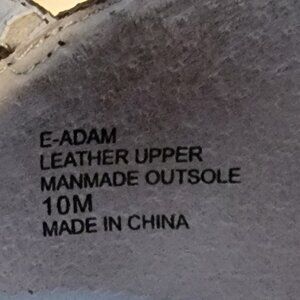 E-ADAM
LEATHER UPPER
MANMADE OUTSOLE
10M
MADE IN CHINA